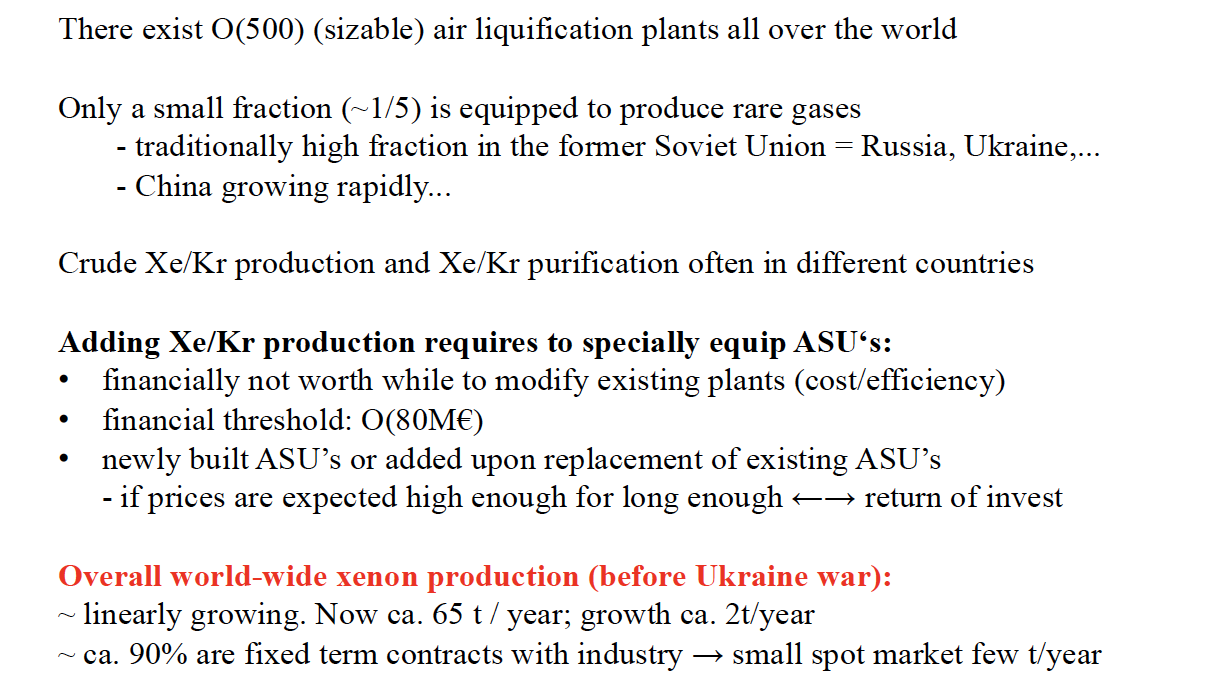 There exist O(500) (sizable) air liquification plants all over the world
Only a small fraction (~1/5) is equipped to produce rare gases
- traditionally high fraction in the former Soviet Union = Russia, Ukraine,...
- China growing rapidly...
Crude Xe/Kr production and Xe/Kr purification often in different countries
Adding Xe/Kr production requires to specially equip ASU‘s:
• financially not worth while to modify existing plants (cost/efficiency)
• financial threshold: O(80M€)
• newly built ASU’s or added upon replacement of existing ASU’s
- if prices are expected high enough for long enough ←→ return of invest
Overall world-wide xenon production (before Ukraine war):
~ linearly growing. Now ca. 65 t / year; growth ca. 2t/year
~ ca. 90% are fixed term contracts with industry → small spot market few t/year